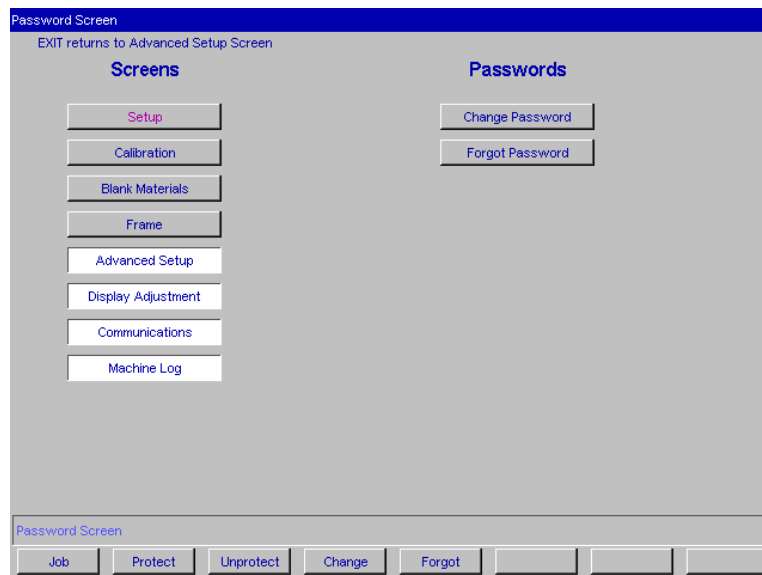 Password Screen
EXIT returns to Advanced Setup Screen
Screens
Setup
Calibration
Blank Materials
Frame
Advanced Setup
Display Adjustment
Communications
Machine Log
Passwords
Change Password
Forgot Password
Password Screen
Job Protect Unprotect Change Forgot